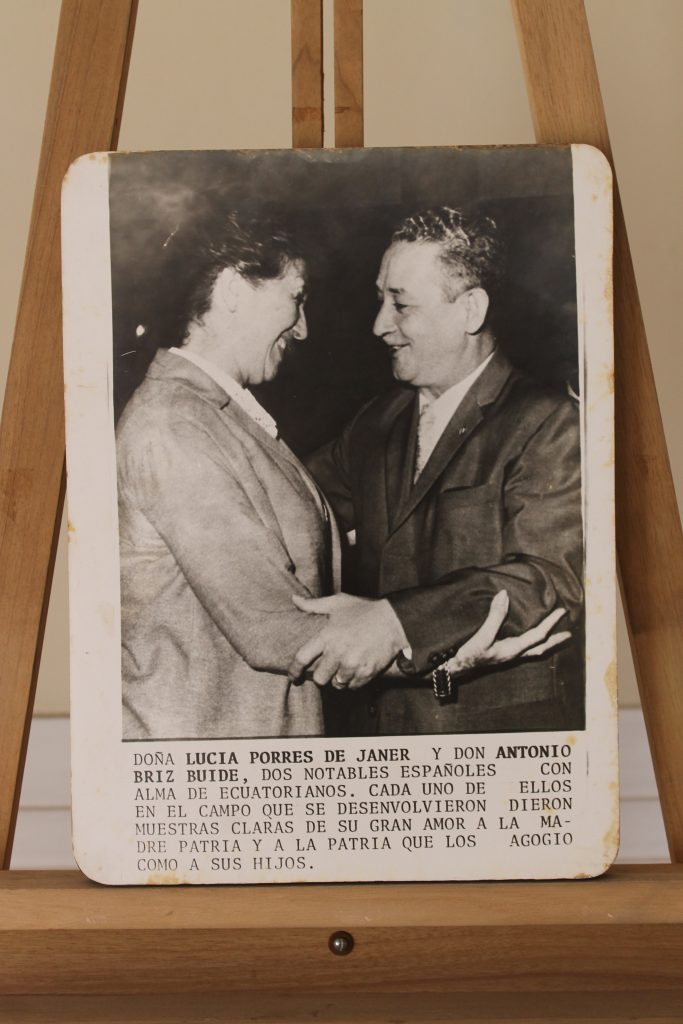 DOÑA LUCIA PORRES DE JANER Y DON ANTONIO
BRIZ BUIDE, DOS NOTABLES ESPAÑOLES CON
ALMA DE ECUATORIANOS. CADA UNO DE ELLOS
EN EL CAMPO QUE SE DESENVOLVIERON DIERON
MUESTRAS CLARAS DE SU GRAN AMOR A LA MA-
DRE PATRIA Y A LA PATRIA QUE LOS AGOGIO
COMO A SUS HIJOS.